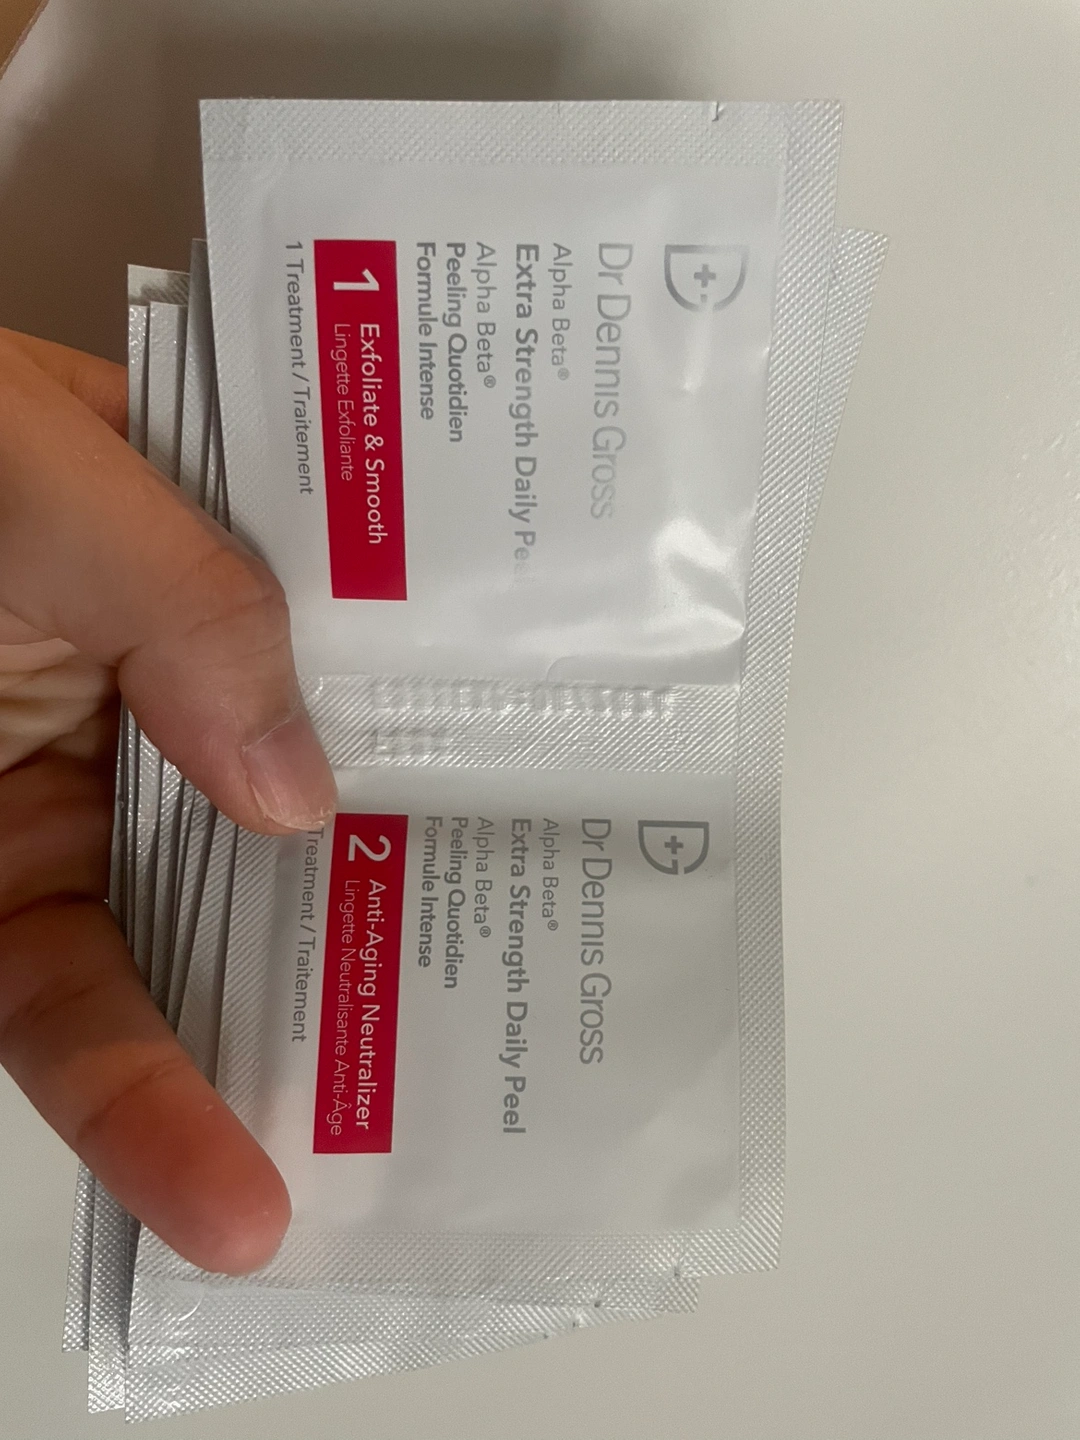 Dr Dennis Gross
Alpha Beta®
Extra Strength Daily Peel
Alpha Beta®
Peeling Quotidien
Formule Intense
1 Exfoliate & Smooth
Lingette Exfoliante
1 Treatment / Traitement
Dr Dennis Gross
Alpha Beta®
Extra Strength Daily Peel
Alpha Beta®
Peeling Quotidien
Formule Intense
2 Anti-Aging Neutralizer
Lingette Neutralisante Anti-Âge
Treatment / Traitement